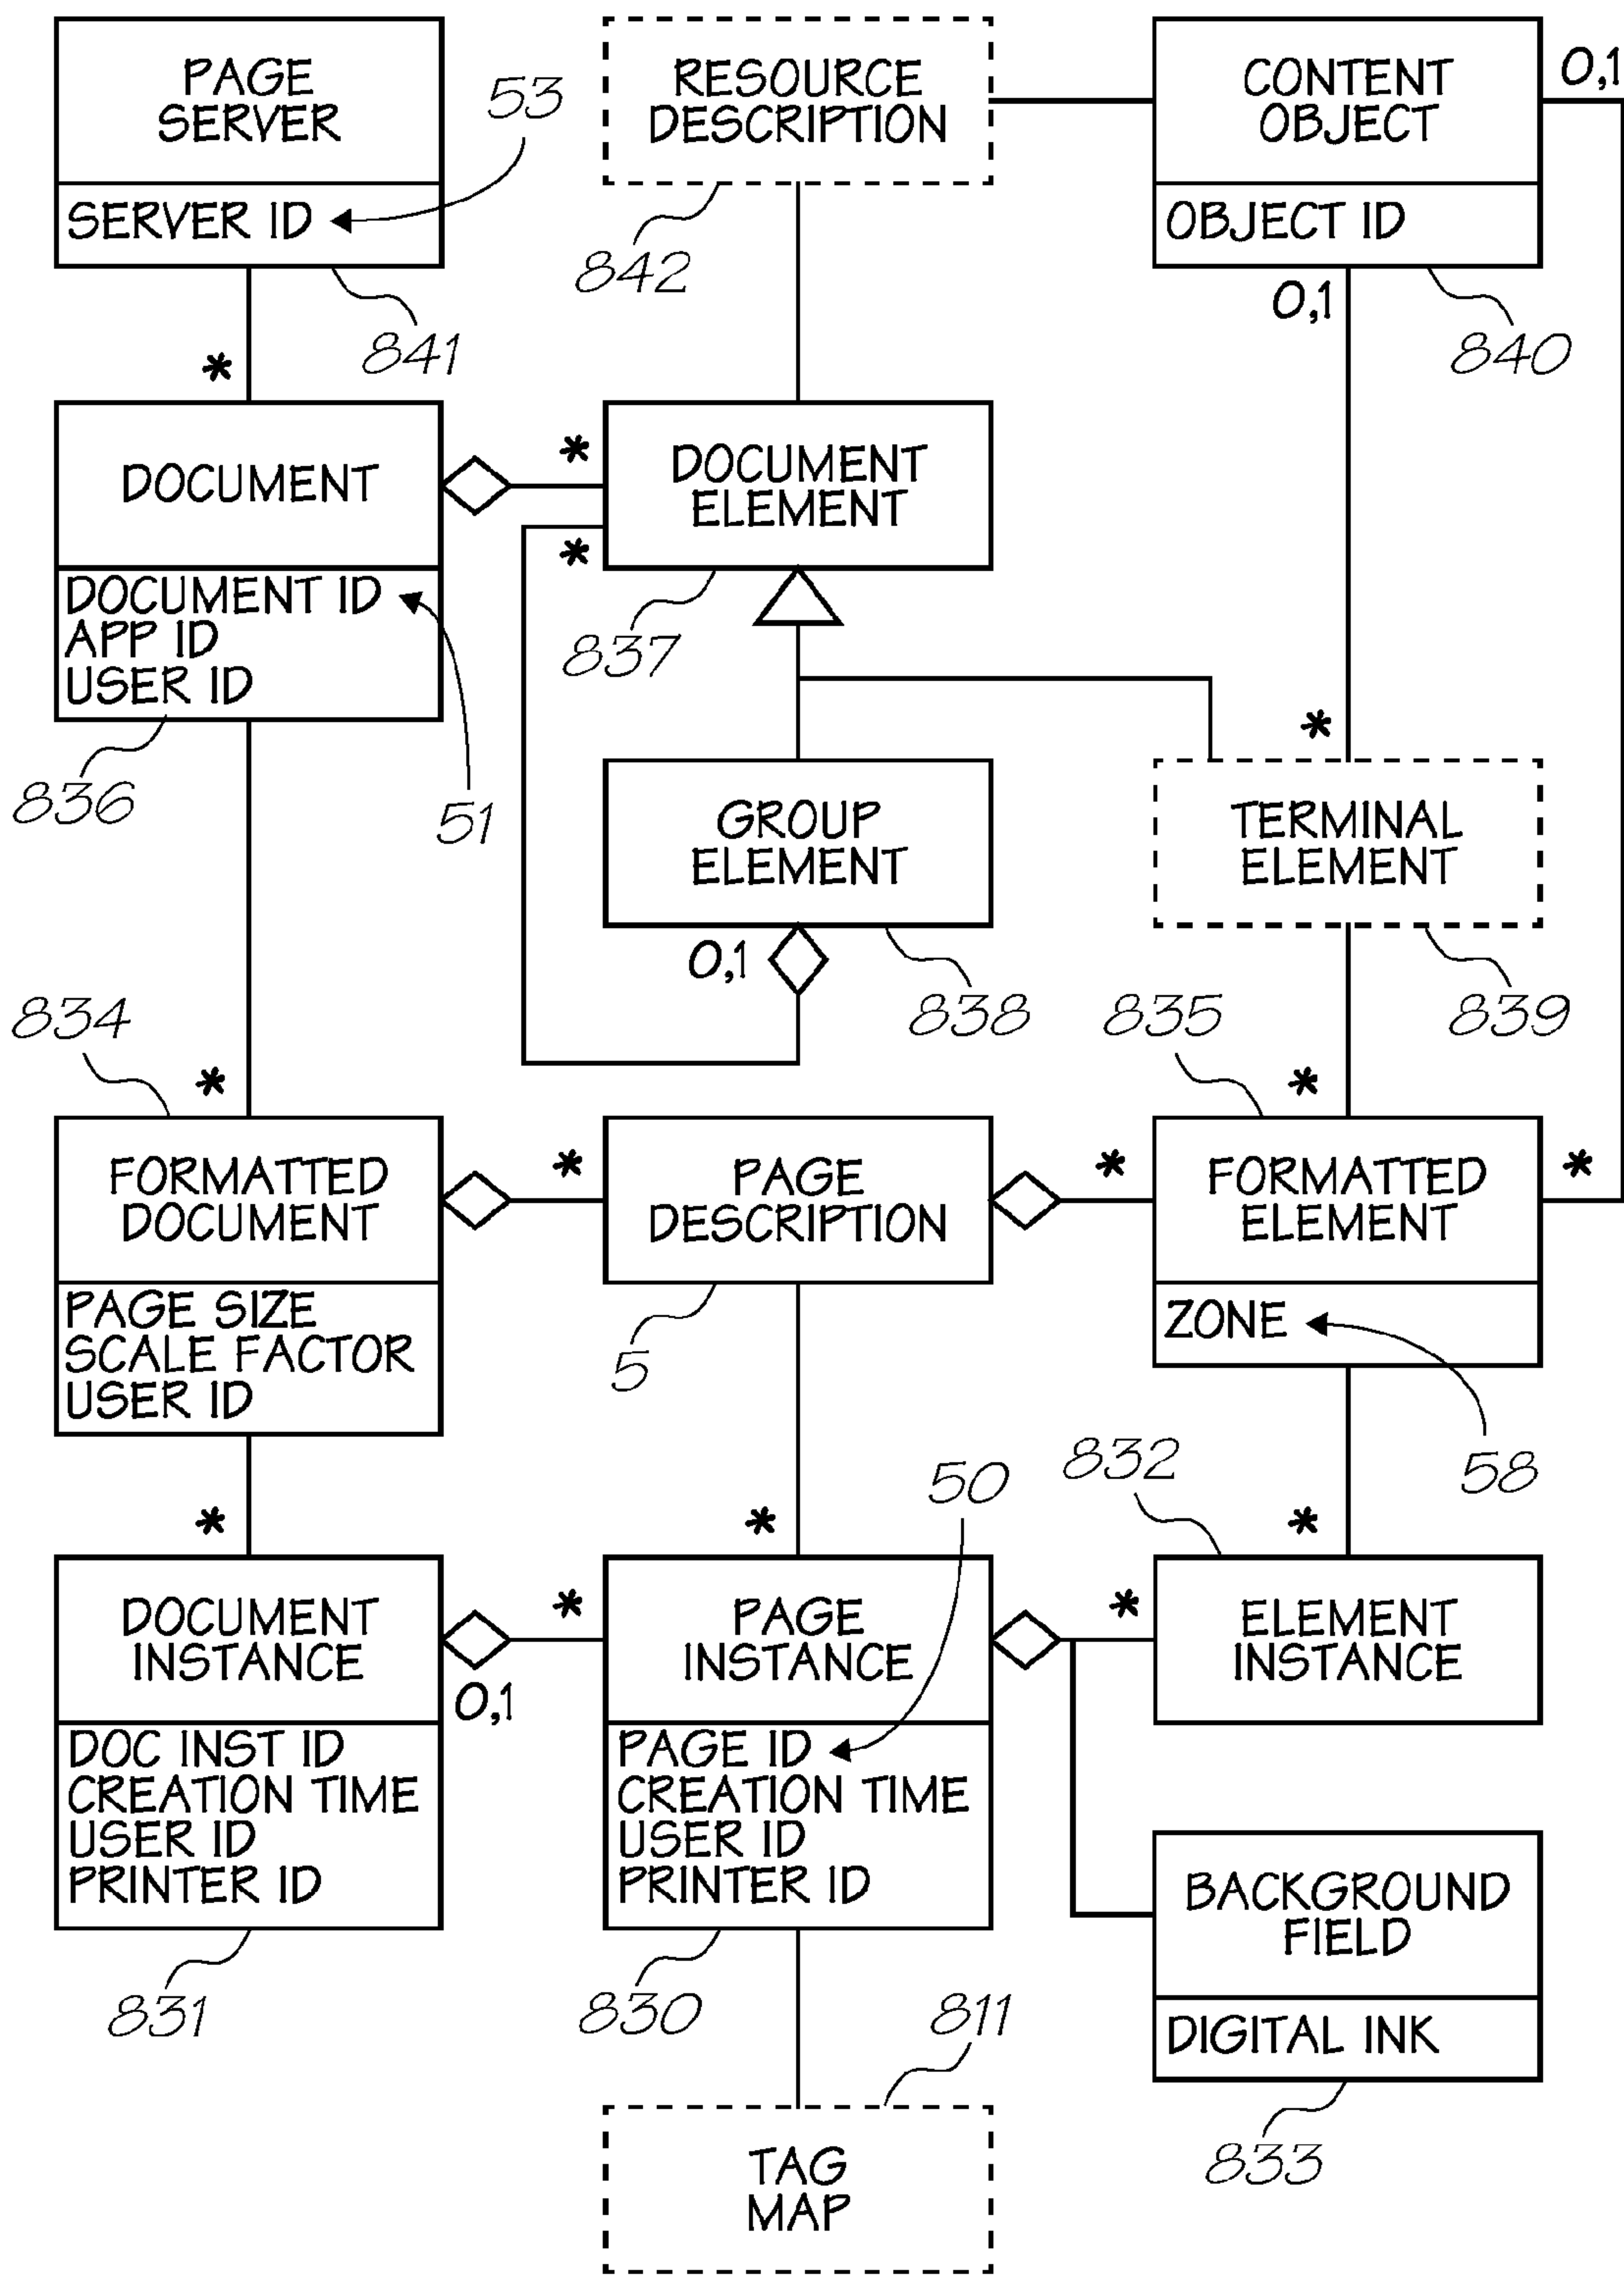 PAGE
SERVER
SERVER ID
53
841
RESOURCE
DESCRIPTION
842
CONTENT
OBJECT
OBJECT ID
0,1
0,1
840
*
DOCUMENT
DOCUMENT ID
APP ID
USER ID
836
51
*
*
DOCUMENT
ELEMENT
837
GROUP
ELEMENT
0,1
838
*
TERMINAL
ELEMENT
839
834
*
FORMATTED
DOCUMENT
PAGE SIZE
SCALE FACTOR
USER ID
*
PAGE
DESCRIPTION
5
835
*
*
FORMATTED
ELEMENT
*
ZONE
58
*
DOCUMENT
INSTANCE
0,1
DOC INST ID
CREATION TIME
USER ID
PRINTER ID
831
*
*
50
PAGE
INSTANCE
PAGE ID
CREATION TIME
USER ID
PRINTER ID
830
832
*
*
ELEMENT
INSTANCE
BACKGROUND
FIELD
DIGITAL INK
833
811
TAG
MAP